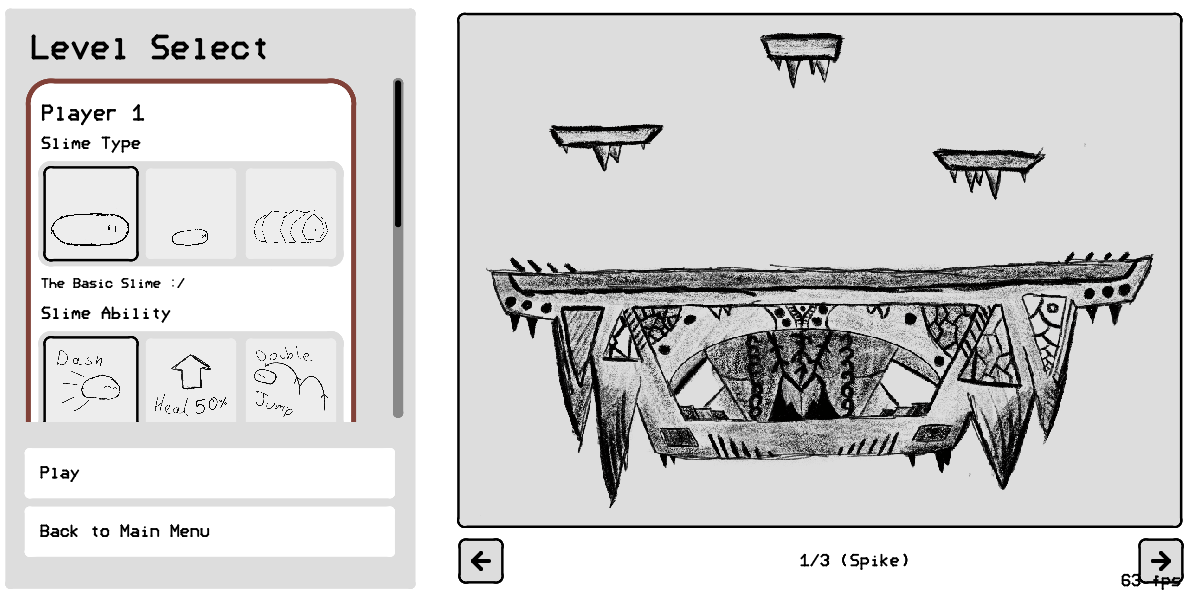 Level Select
Player 1
Slime Type
The Basic Slime :/
Slime Ability
Dash
Heal 50%
Double
Jump
Play
Back to Main Menu
1/3 (Spike)
63 fps